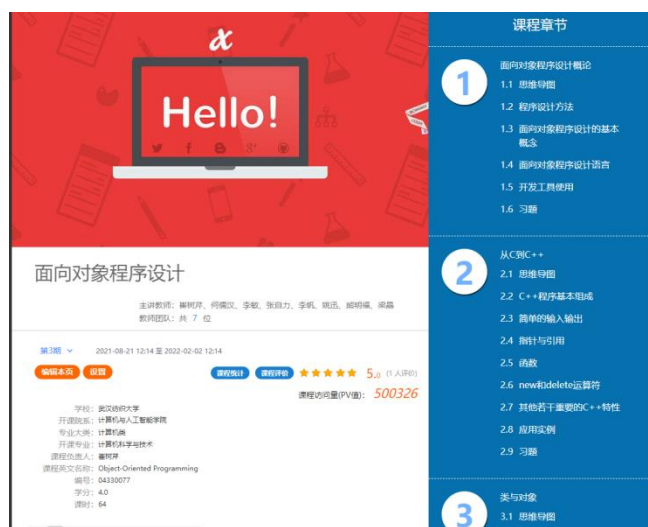 Hello!
面向对象程序设计
主讲教师：崔树芹、何儒汉、李敏、张自力、李帆、姚迅、
教师团队：共 7 位
第3期
2021-08-21 12:14 至 2022-02-02 12:14
编辑本页 设置
课程统计 课程评价 5.0 (1 人评价)
课程访问量(PV值)： 500326
学校： 武汉纺织大学
开课院系： 计算机与人工智能学院
专业大类： 计算机类
开课专业： 计算机科学与技术
课程负责人： 崔树芹
课程英文名称： Object-Oriented Programming
编号： 04330077
学分： 4.0
课时： 64
课程章节
1
面向对象程序设计概论
1.1 思维导图
1.2 程序设计方法
1.3 面向对象程序设计的基本
概念
1.4 面向对象程序设计语言
1.5 开发工具使用
1.6 习题
2
从C到C++
2.1 思维导图
2.2 C++程序基本组成
2.3 简单的输入输出
2.4 指针与引用
2.5 函数
2.6 new和delete运算符
2.7 其他若干重要的C++特性
2.8 应用实例
2.9 习题
3
类与对象
3.1 思维导图